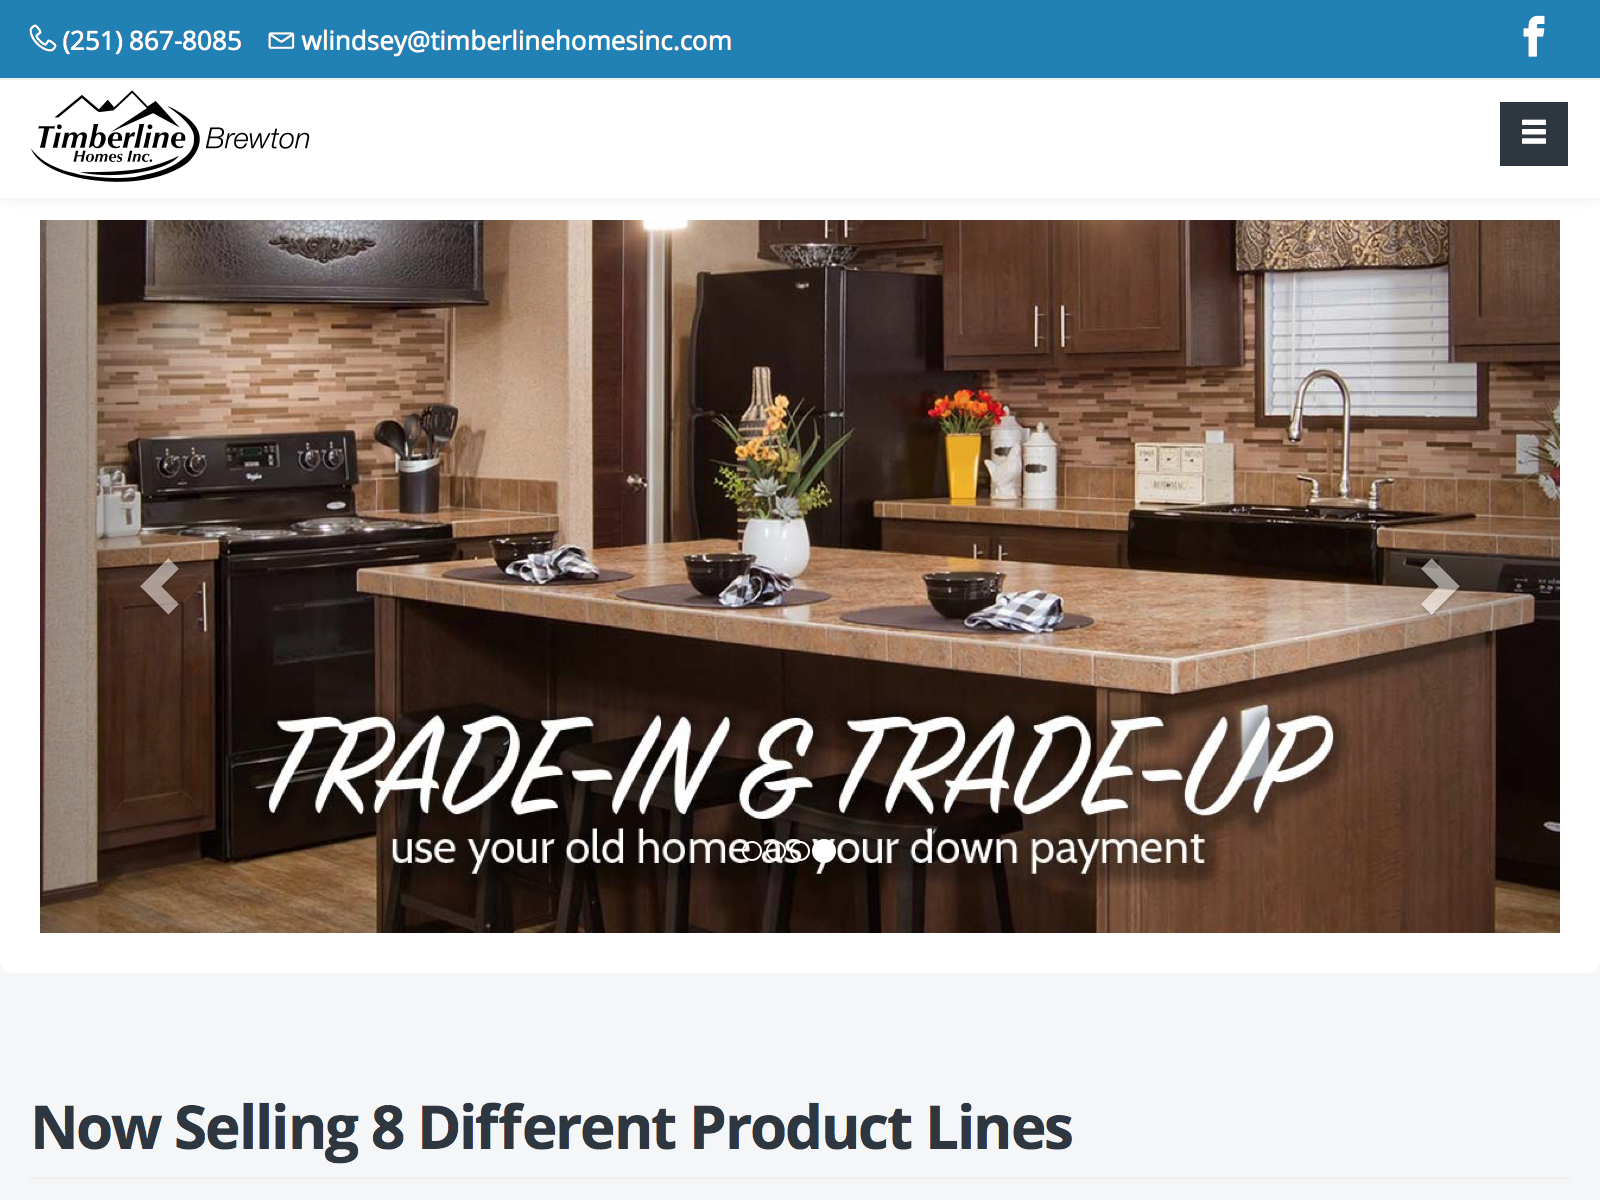 (251) 867-8085 wlindsey@timberlinehomesinc.com
Timberline
Homes Inc.
Brewton
TRADE-IN & TRADE-UP
use your old home as your down payment
Now Selling 8 Different Product Lines